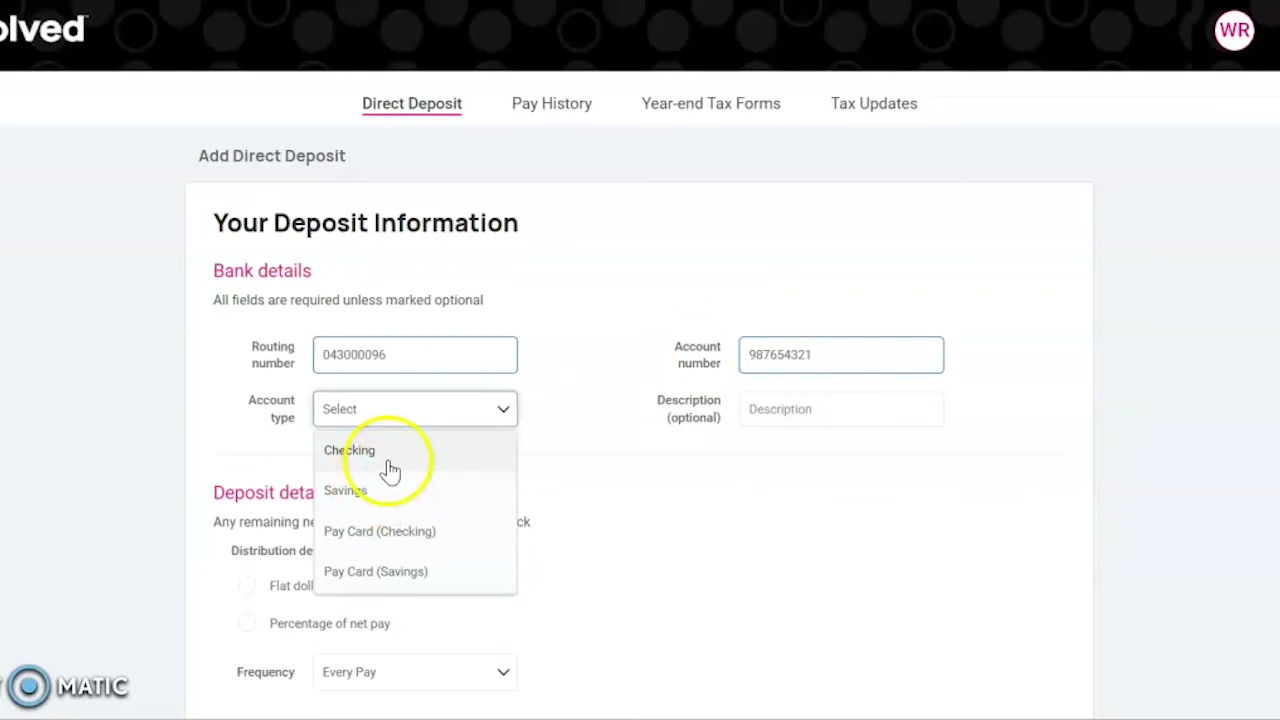 olved
WR
Direct Deposit
Pay History
Year-end Tax Forms
Tax Updates
Add Direct Deposit
Your Deposit Information
Bank details
All fields are required unless marked optional
Routing number
043000096
Account number
987654321
Account type
Select
Description (optional)
Description
Checking
Savings
Pay Card (Checking)
Pay Card (Savings)
Deposit deta
Any remaining ne
ck
Distribution de
Flat doll
Percentage of net pay
Frequency
Every Pay
MATIC